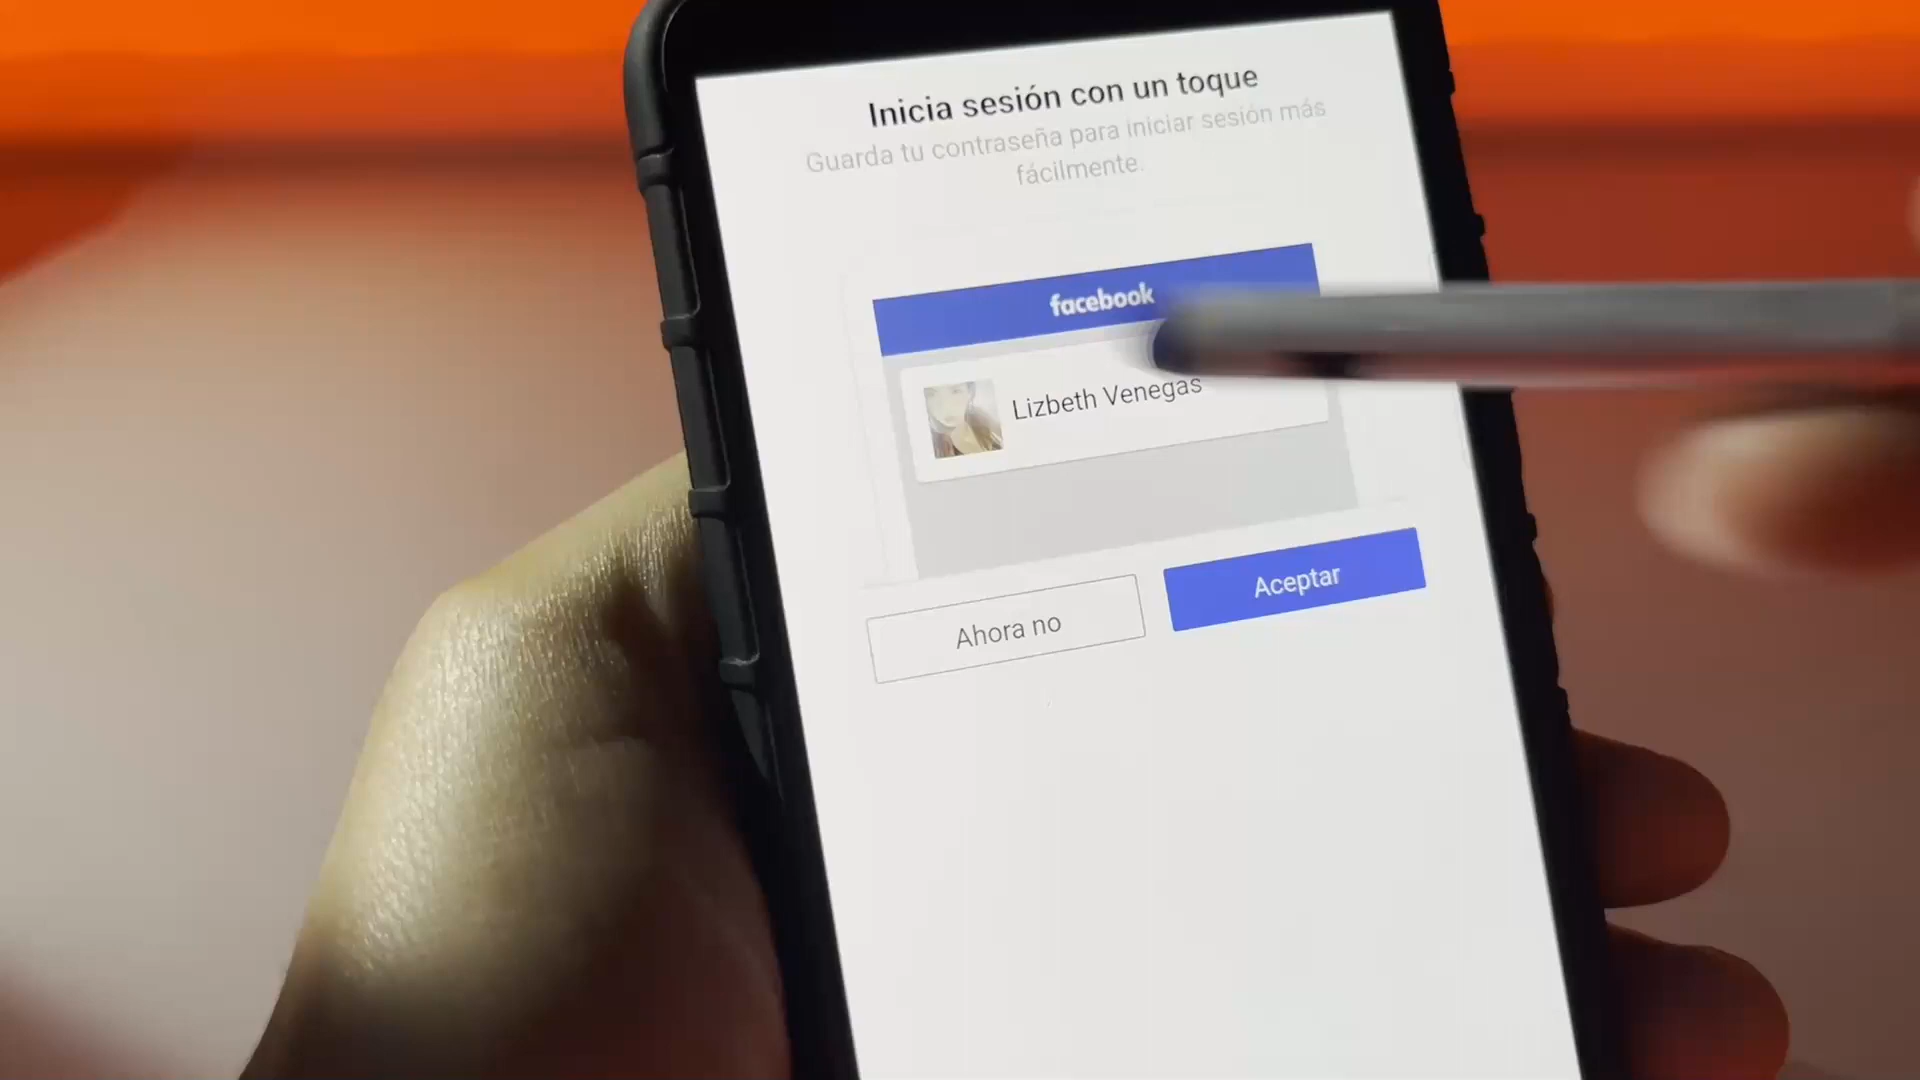 Inicia sesión con un toque
Guarda tu contraseña para iniciar sesión más
fácilmente.
facebook
Lizbeth Venegas
Ahora no
Aceptar